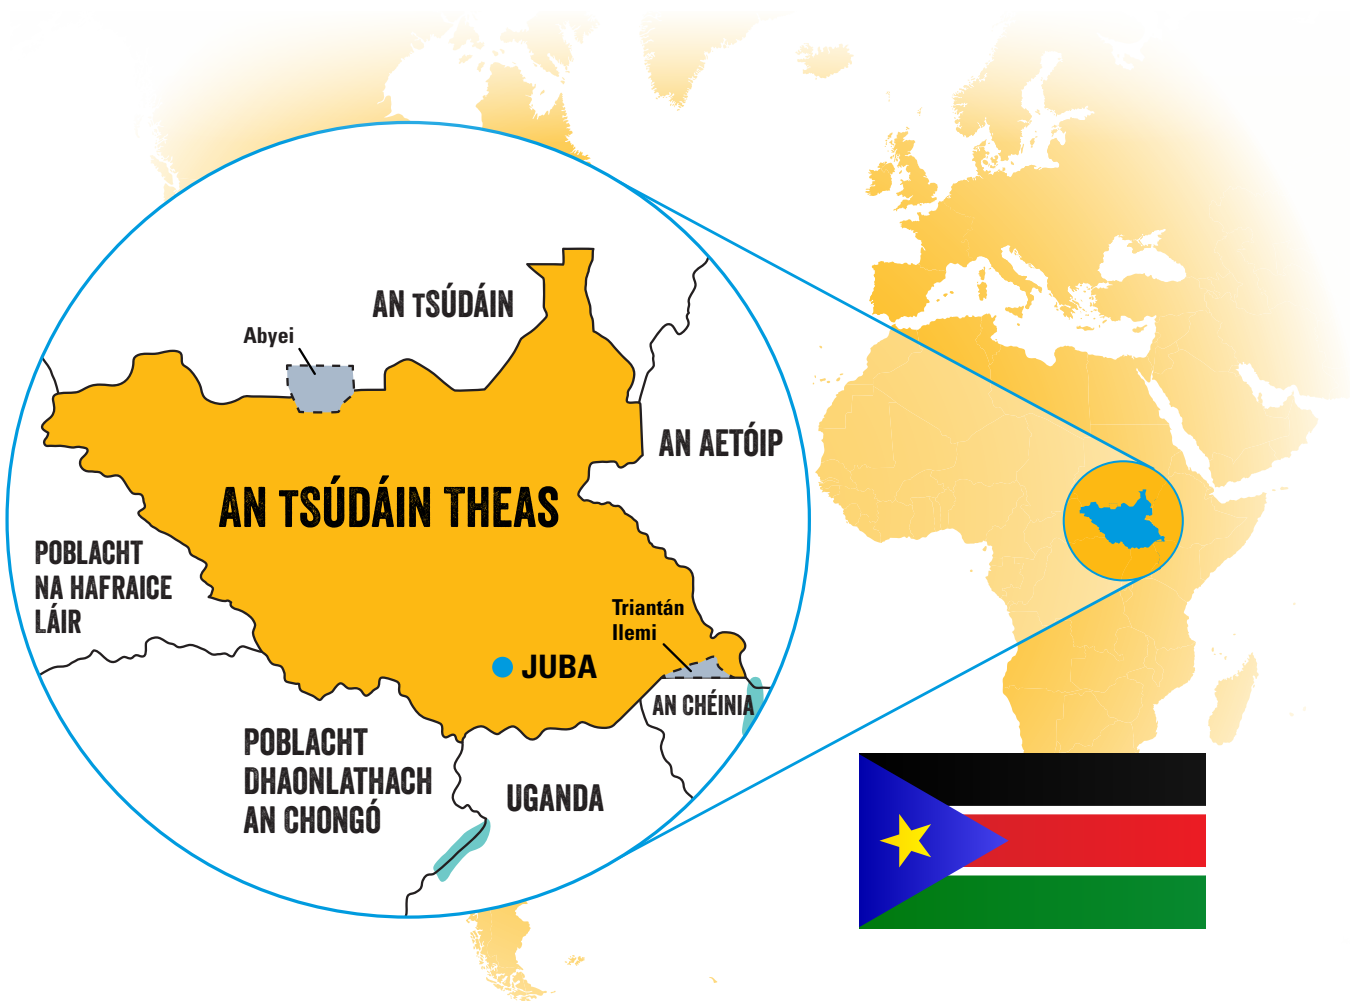 AN TSÚDÁIN
Abyei
AN AETÓIP
AN TSÚDÁIN THEAS
POBLACHT
NA HAFRAICE
LÁIR
Triantán
Ilemi
JUBA
AN CHÉINIA
POBLACHT
DHAONLATHACH
AN CHONGÓ
UGANDA